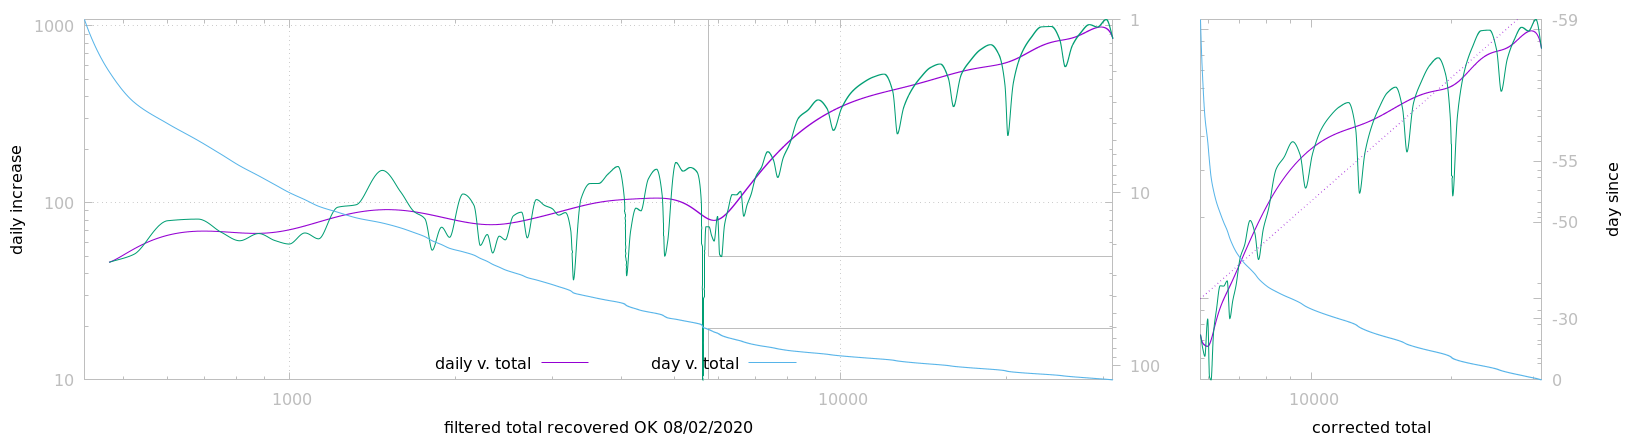 1000
100
10
daily increase
1000
10000
filtered total recovered OK 08/02/2020
daily v. total
day v. total
1
10
100
10000
corrected total
-59
-55
-50
-30
0
day since